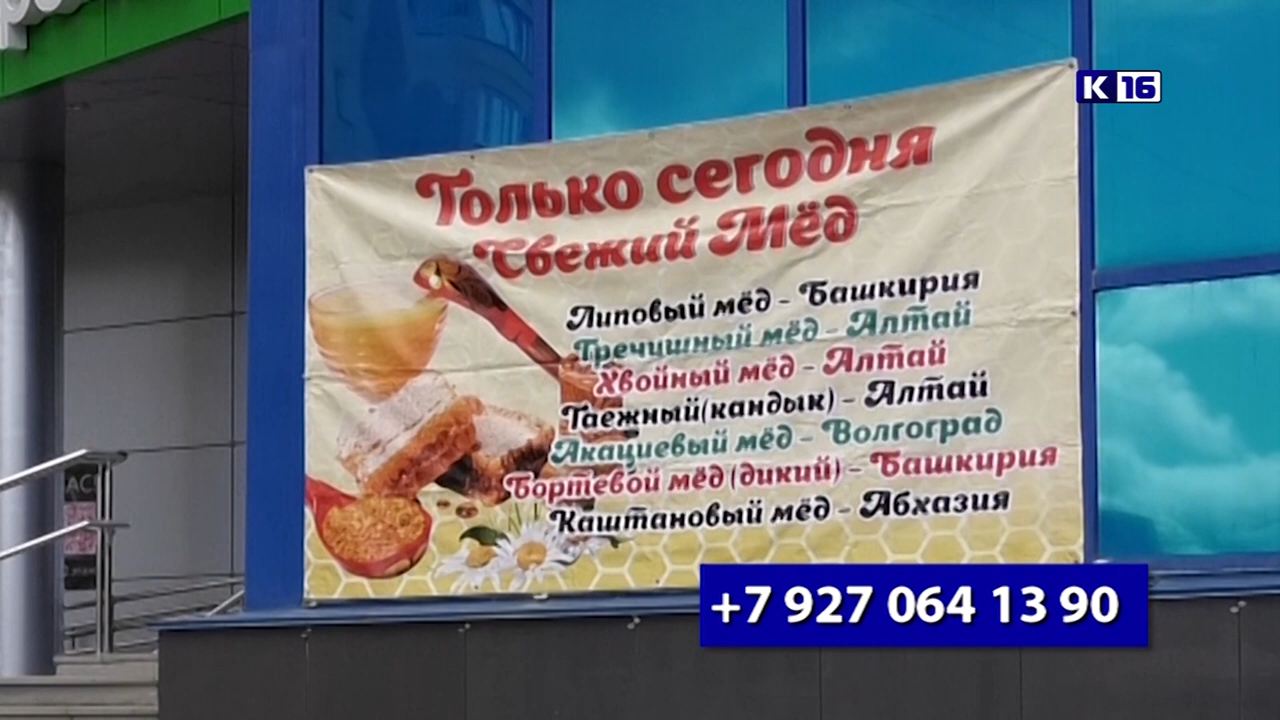 К 16
Только сегодня
Свежий Мёд
Липовый мёд - Башкирия
Гречишный мёд - Алтай
Хвойный мёд - Алтай
Таежный(кандык) - Алтай
Акациевый мёд - Волгоград
Бортевой мёд (дикий) - Башкирия
Каштановый мёд - Абхазия
+7 927 064 13 90